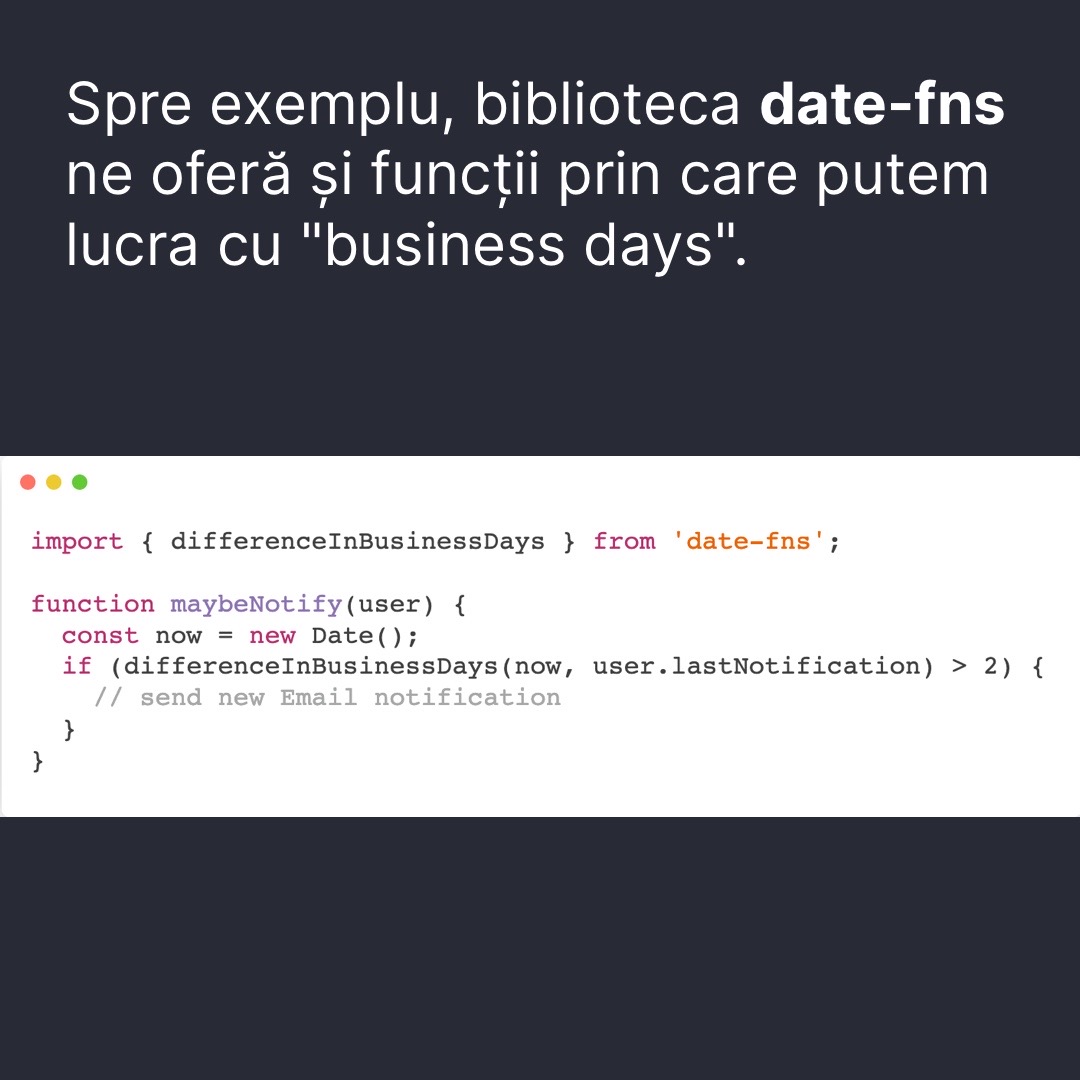 Spre exemplu, biblioteca date-fns
ne oferă și funcții prin care putem
lucra cu "business days".
import { differenceInBusinessDays } from 'date-fns';
function maybeNotify(user) {
  const now = new Date();
  if (differenceInBusinessDays(now, user.lastNotification) > 2) {
    // send new Email notification
  }
}